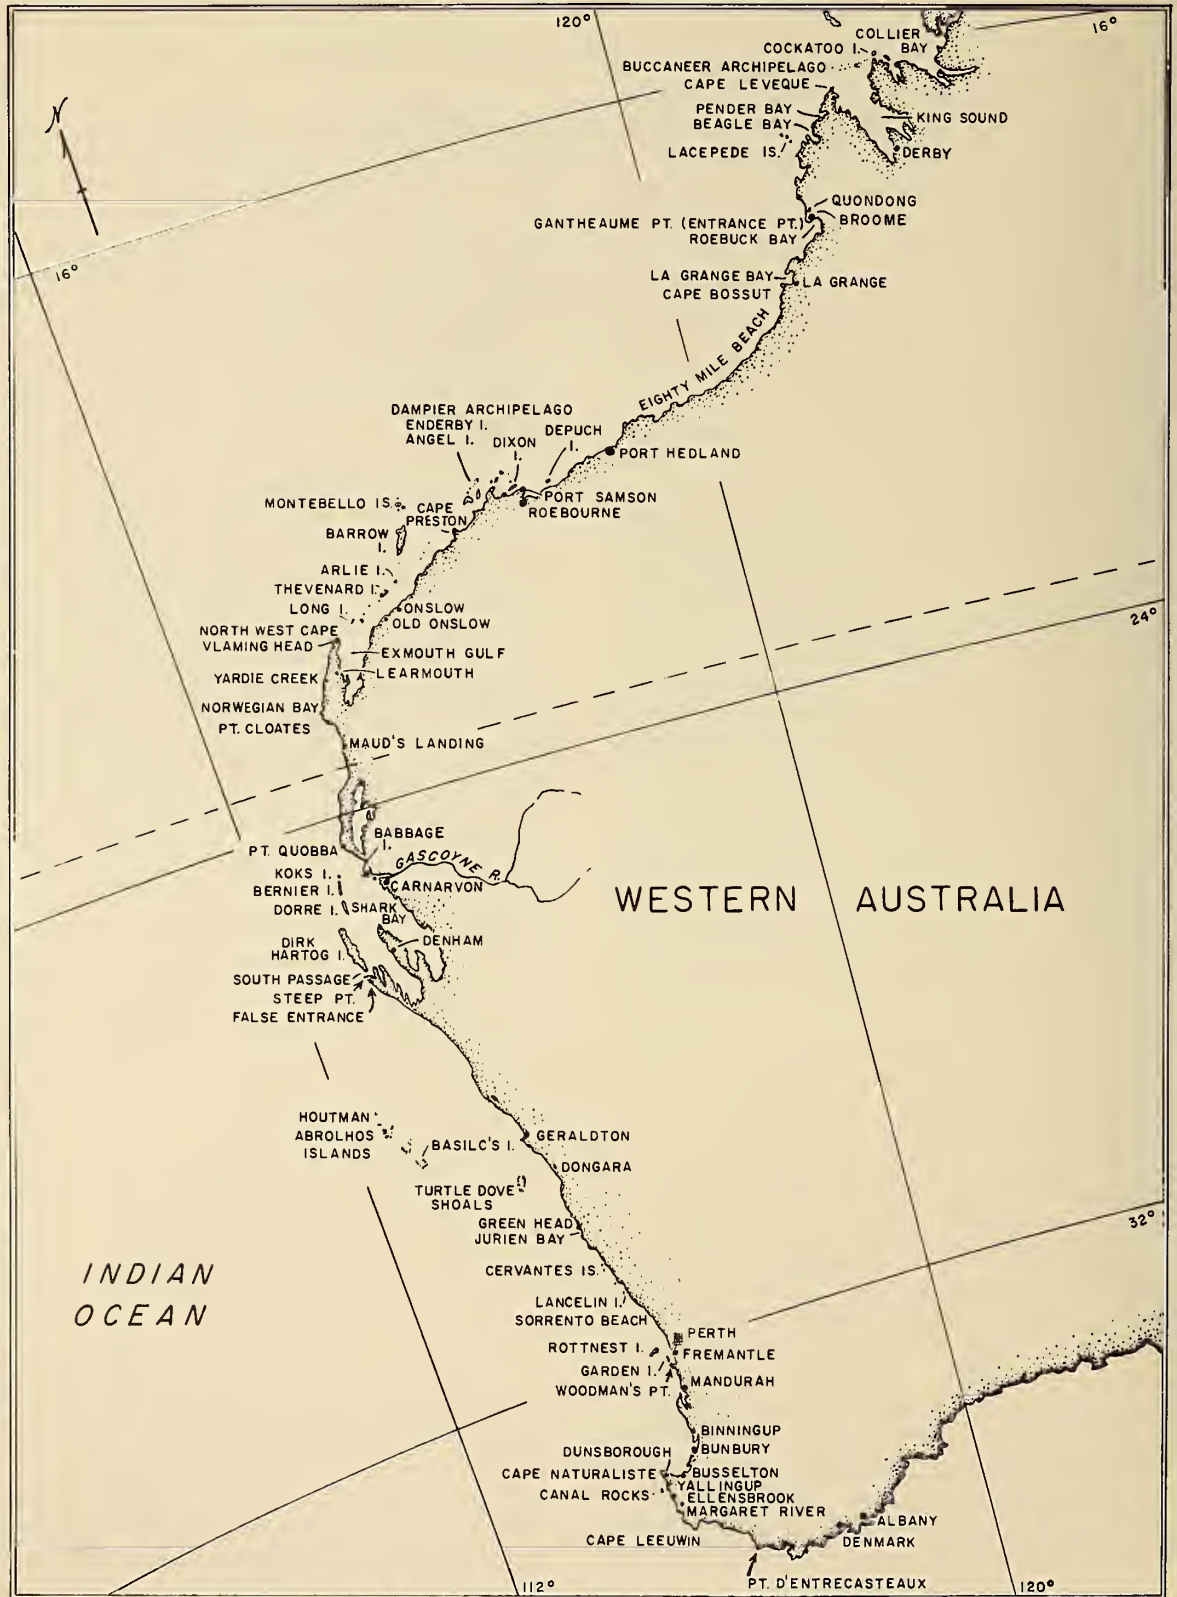 120°
16°
COLLIER
BAY
COCKATOO I.
BUCCANEER ARCHIPELAGO
CAPE LEVEQUE
N
PENDER BAY
BEAGLE BAY
KING SOUND
LACEPEDE IS.
DERBY
QUONDONG
GANTHEAUME PT. (ENTRANCE PT.)
BROOME
ROEBUCK BAY
16°
LA GRANGE BAY
LA GRANGE
CAPE BOSSUT
EIGHTY MILE BEACH
DAMPIER ARCHIPELAGO
ENDERBY I.
ANGEL I.
DIXON
I.
DEPUCH
I.
PORT HEDLAND
MONTEBELLO IS.
CAPE
PRESTON
PORT SAMSON
ROEBOURNE
BARROW
I.
ARLIE I.
THEVENARD I.
LONG I.
ONSLOW
OLD ONSLOW
24°
NORTH WEST CAPE
VLAMING HEAD
EXMOUTH GULF
YARDIE CREEK
LEARMOUTH
NORWEGIAN BAY
PT. CLOATES
MAUD'S LANDING
BABBAGE
I.
PT. QUOBBA
GASCOYNE R.
KOKS I.
BERNIER I.
CARNARVON
DORRE I.
SHARK
BAY
WESTERN AUSTRALIA
DIRK
HARTOG I.
DENHAM
SOUTH PASSAGE
STEEP PT.
FALSE ENTRANCE
HOUTMAN
ABROLHOS
ISLANDS
BASILC'S I.
GERALDTON
DONGARA
TURTLE DOVE
SHOALS
GREEN HEAD
JURIEN BAY
32°
INDIAN
OCEAN
CERVANTES IS.
LANCELIN I.
SORRENTO BEACH
PERTH
ROTTNEST I.
FREMANTLE
GARDEN I.
WOODMAN'S PT.
MANDURAH
BINNINGUP
DUNSBOROUGH
BUNBURY
CAPE NATURALISTE
BUSSELTON
YALLINGUP
CANAL ROCKS
ELLENSBROOK
MARGARET RIVER
ALBANY
CAPE LEEUWIN
DENMARK
PT. D'ENTRECASTEAUX
112°
120°